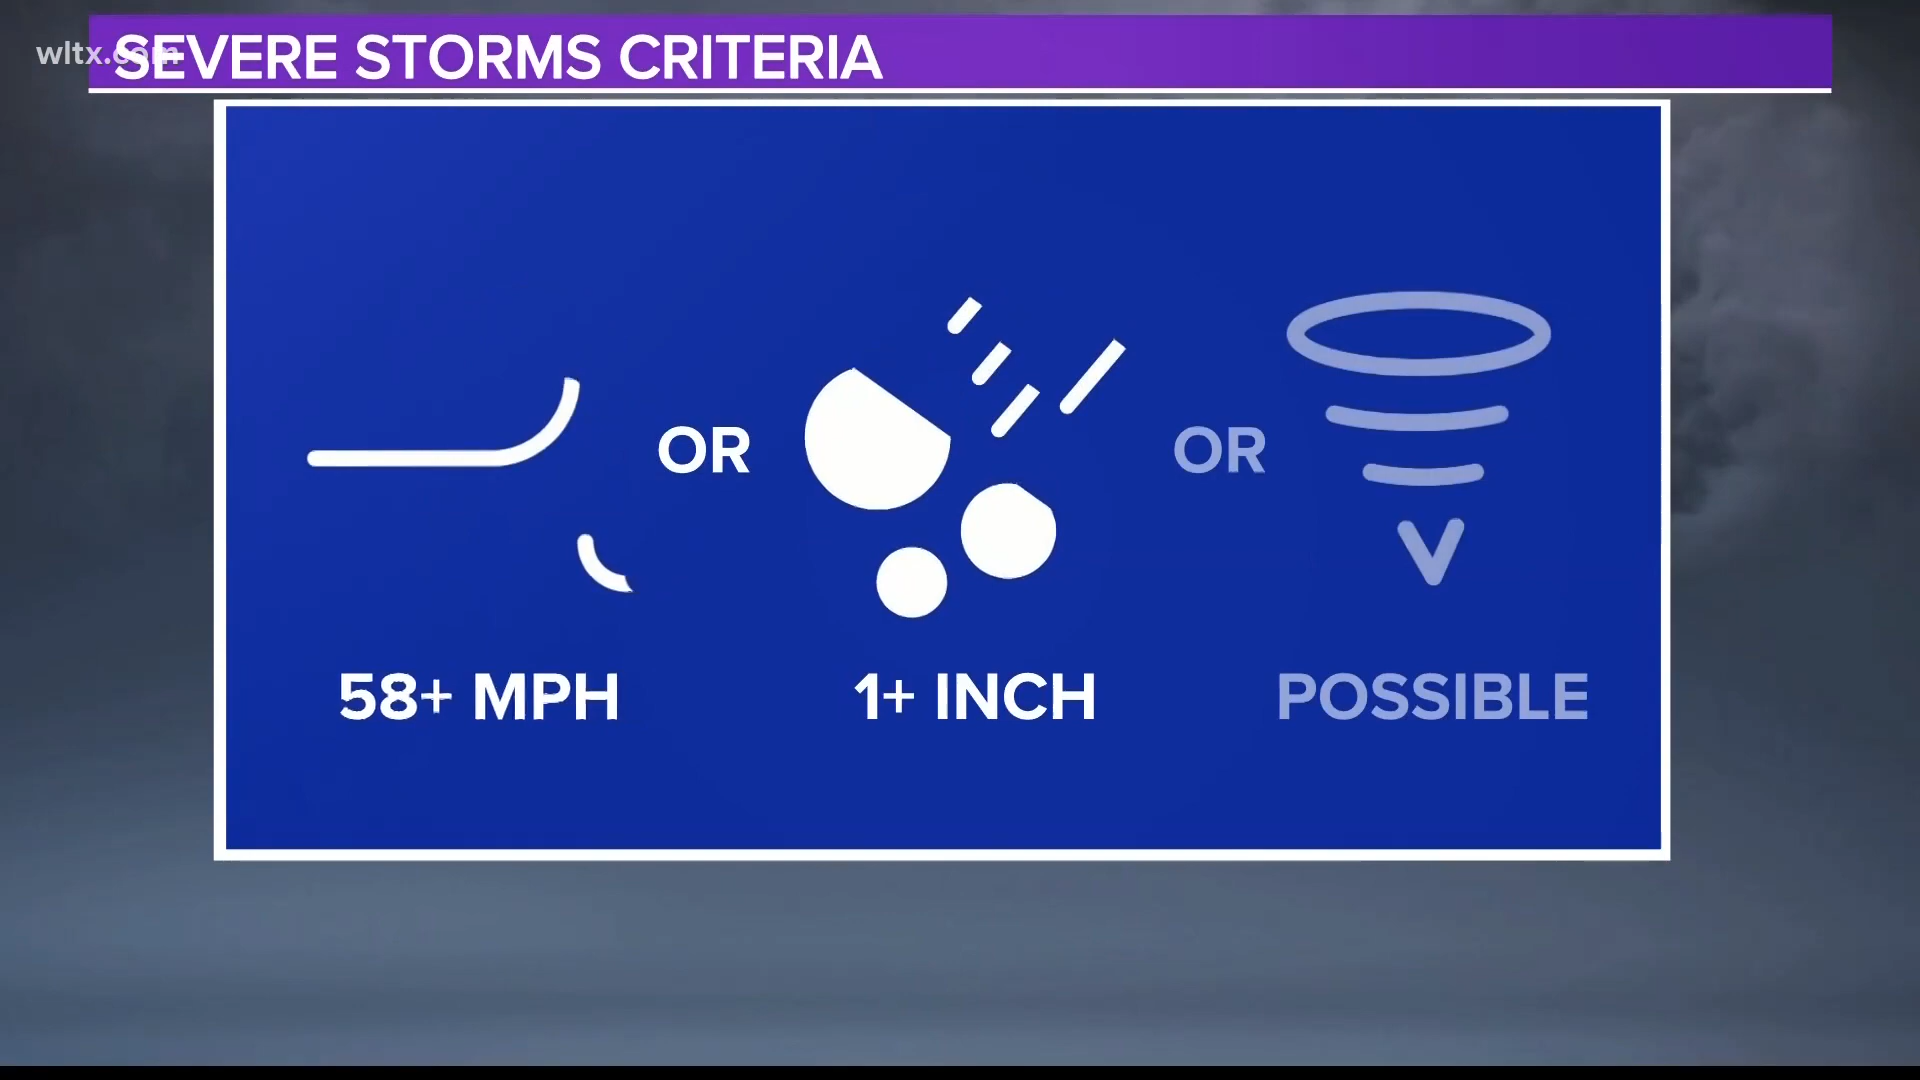 wltx.com
SEVERE STORMS CRITERIA
OR
OR
58+ MPH
1+ INCH
POSSIBLE